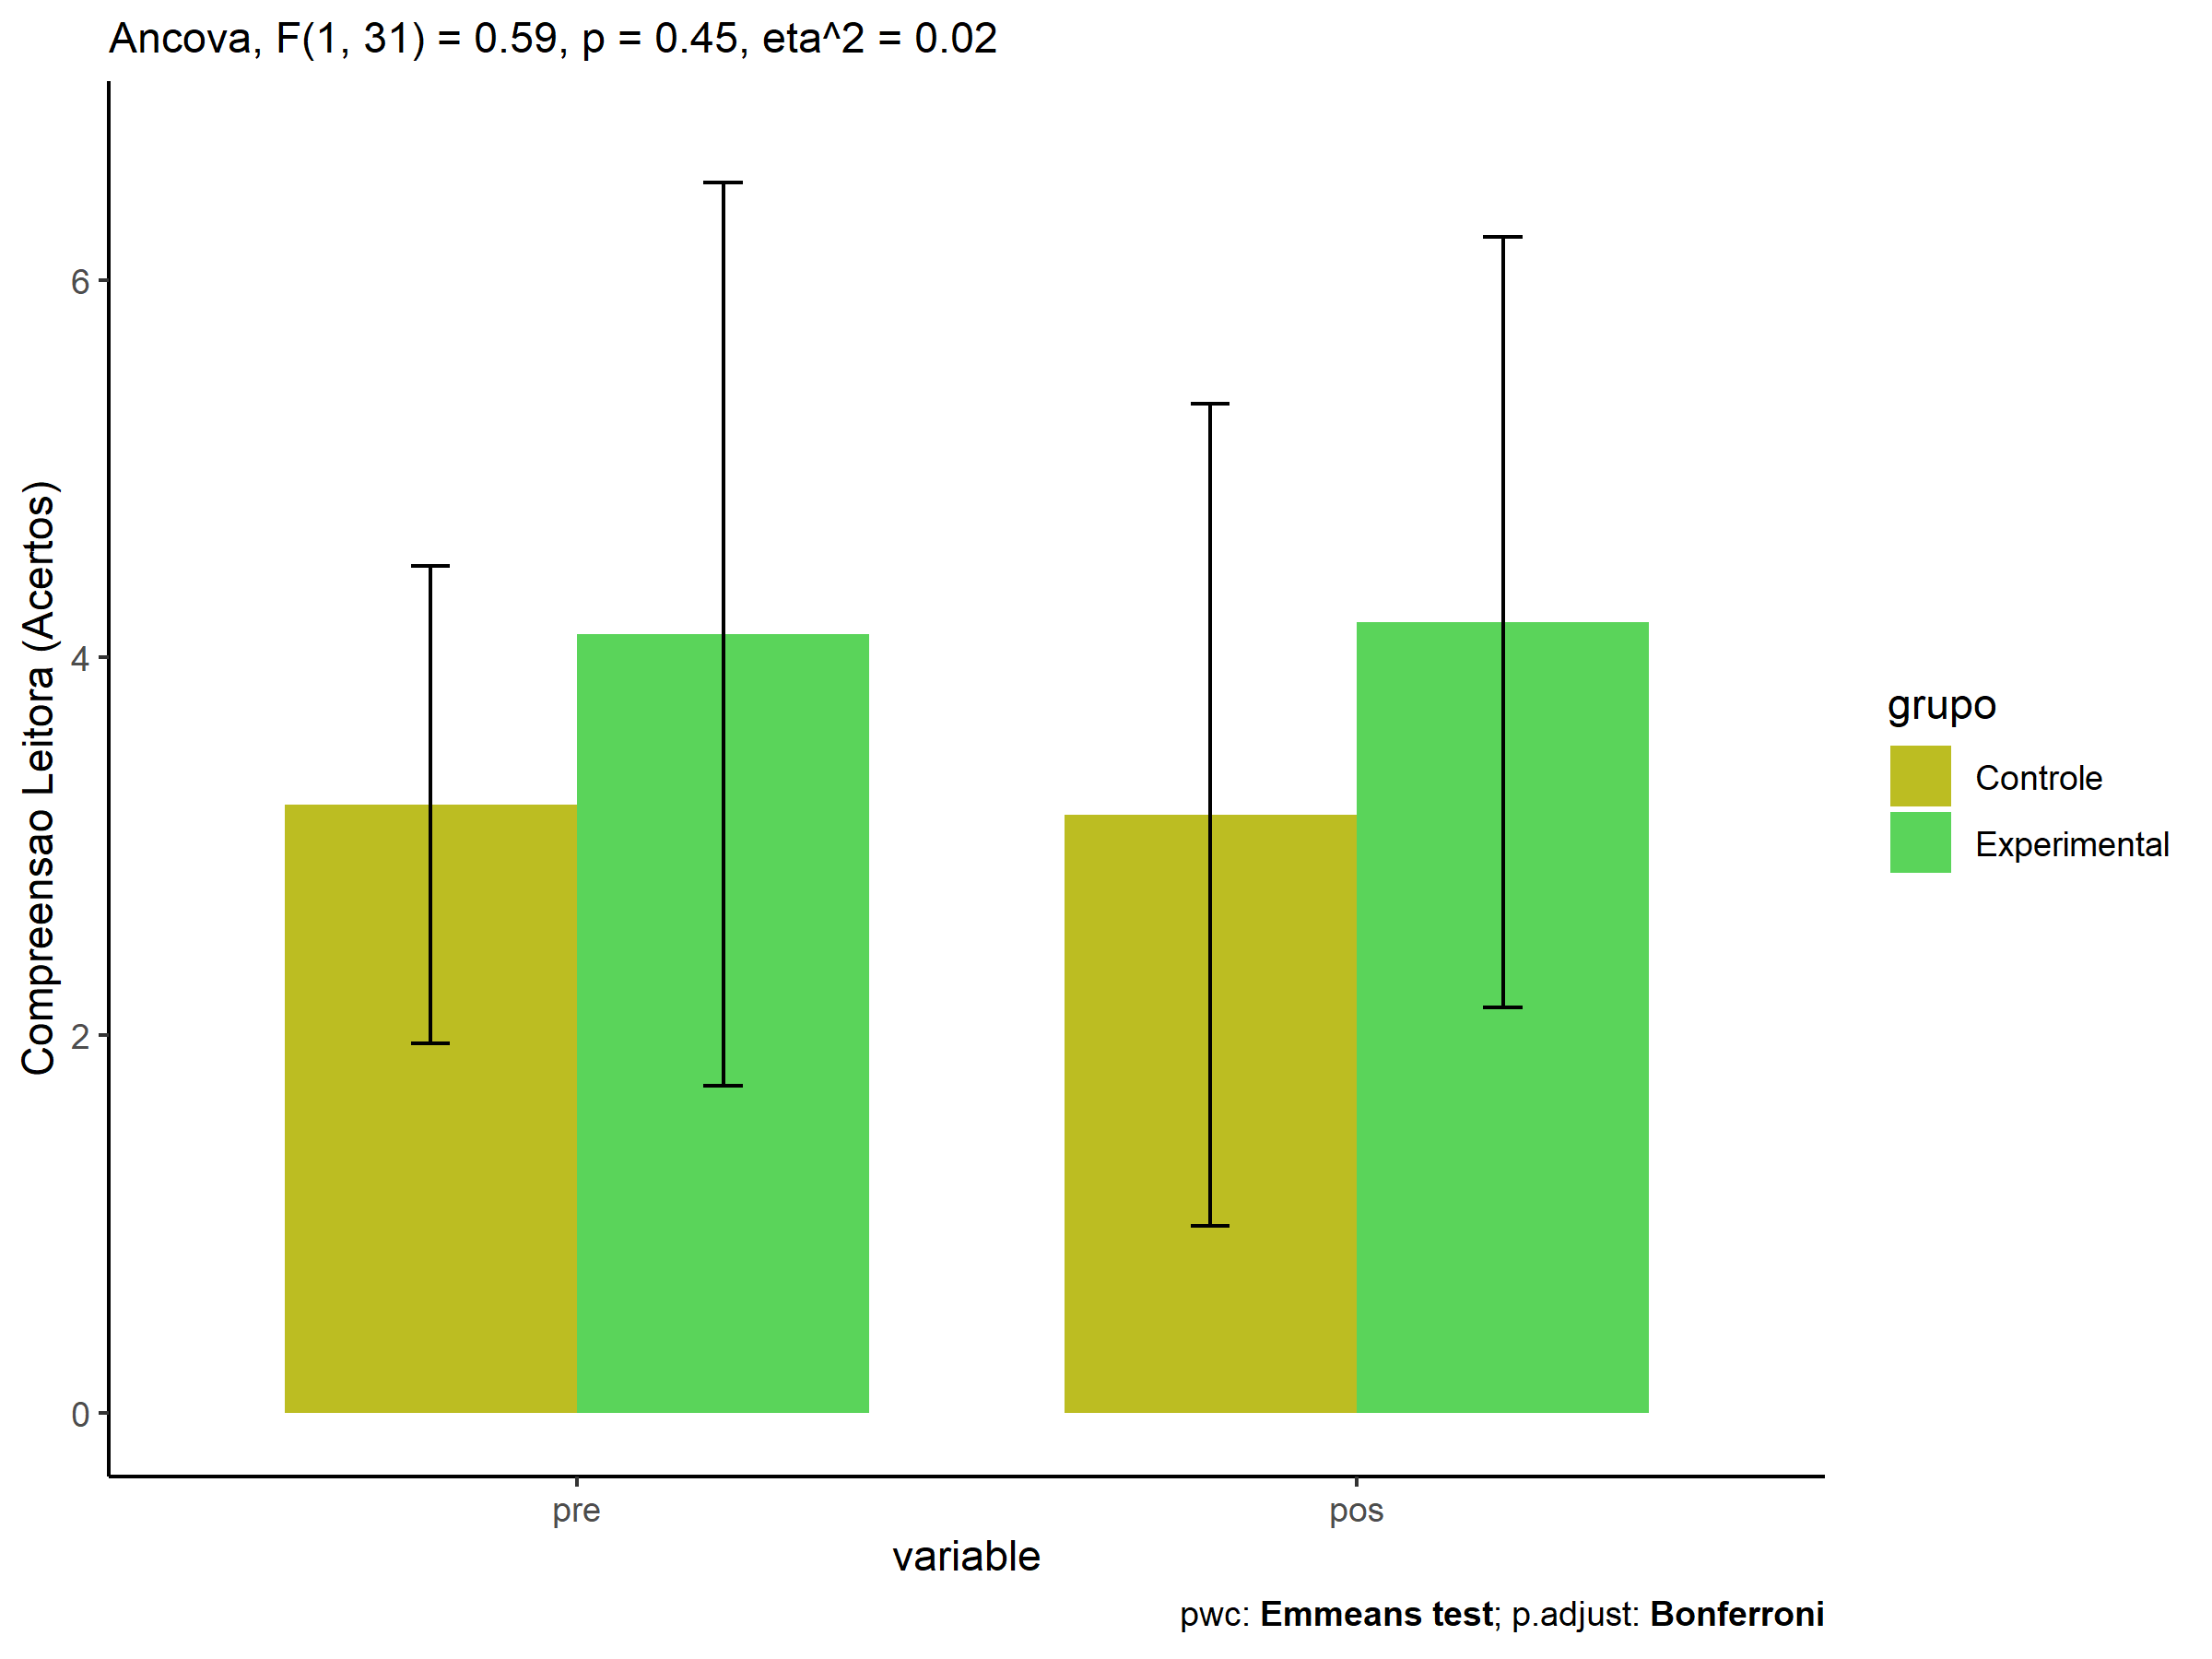 Ancova, F(1, 31) = 0.59, p = 0.45, eta^2 = 0.02
Compreensao Leitora (Acertos)
6
4
2
0
pre
pos
variable
grupo
Controle
Experimental
pwc: Emmeans test; p.adjust: Bonferroni